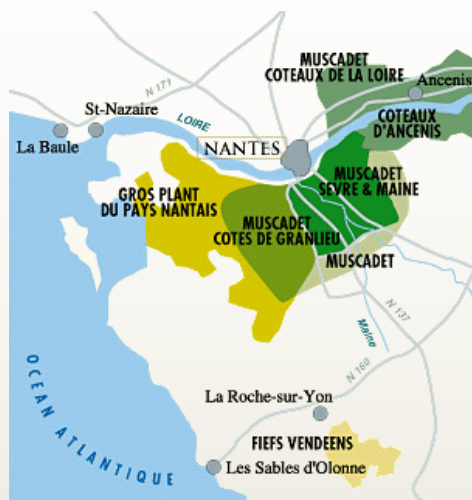 MUSCADET
COTEAUX DE LA LOIRE
Ancenis
N 171
St-Nazaire
LOIRE
COTEAUX
D'ANCENIS
La Baule
NANTES
MUSCADET
SEVRE & MAINE
GROS PLANT
DU PAYS NANTAIS
MUSCADET
COTES DE GRANLIEU
MUSCADET
N 137
Maine
N 160
OCEAN ATLANTIQUE
La Roche-sur-Yon
FIEFS VENDEENS
Les Sables d'Olonne